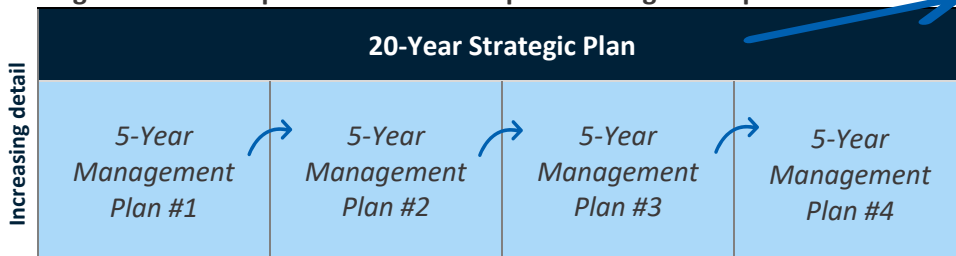 20-Year Strategic Plan
Increasing detail
5-Year
Management
Plan #1
5-Year
Management
Plan #2
5-Year
Management
Plan #3
5-Year
Management
Plan #4